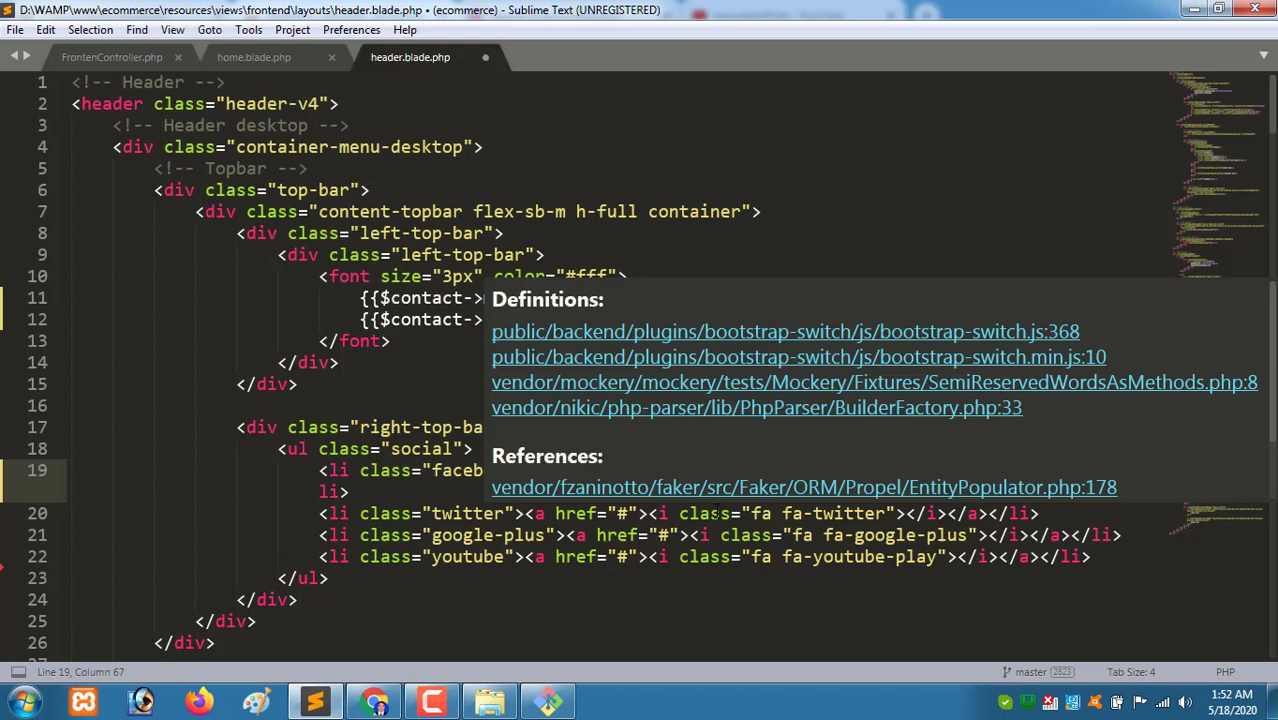 D:\WAMP\www\ecommerce\resources\views\frontend\layouts\header.blade.php • (ecommerce) - Sublime Text (UNREGISTERED)
File Edit Selection Find View Goto Tools Project Preferences Help
FrontenController.php home.blade.php header.blade.php
1 <!-- Header -->
2 <header class="header-v4">
3 <!-- Header desktop -->
4 <div class="container-menu-desktop">
5 <!-- Topbar -->
6 <div class="top-bar">
7 <div class="content-topbar flex-sb-m h-full container">
8 <div class="left-top-bar">
9 <div class="left-top-bar">
10 <font size="3px" color="#fff">
11 {{$contact->
12 {{$contact->
13 </font>
14 </div>
15 </div>
16
17 <div class="right-top-ba
18 <ul class="social">
19 <li class="faceb
li>
20 <li class="twitter"><a href="#"><i class="fa fa-twitter"></i></a></li>
21 <li class="google-plus"><a href="#"><i class="fa fa-google-plus"></i></a></li>
22 <li class="youtube"><a href="#"><i class="fa fa-youtube-play"></i></a></li>
23 </ul>
24 </div>
25 </div>
26 </div>
Definitions:
public/backend/plugins/bootstrap-switch/js/bootstrap-switch.js:368
public/backend/plugins/bootstrap-switch/js/bootstrap-switch.min.js:10
vendor/mockery/mockery/tests/Mockery/Fixtures/SemiReservedWordsAsMethods.php:8
vendor/nikic/php-parser/lib/PhpParser/BuilderFactory.php:33
References:
vendor/fzaninotto/faker/src/Faker/ORM/Propel/EntityPopulator.php:178
Line 19, Column 67 master 2823 Tab Size: 4 PHP
1:52 AM
5/18/2020